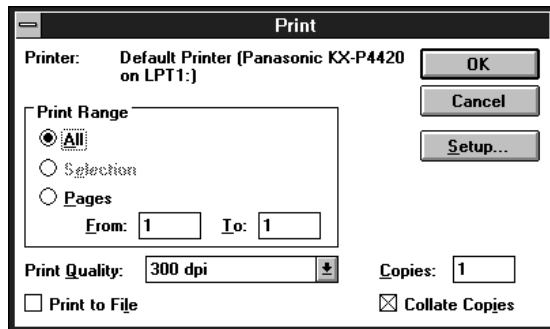 Print
Printer: Default Printer (Panasonic KX-P4420
on LPT1:)
OK
Cancel
Setup...
Print Range
All
Selection
Pages
From: 1 To: 1
Print Quality: 300 dpi
Copies: 1
Print to File
Collate Copies